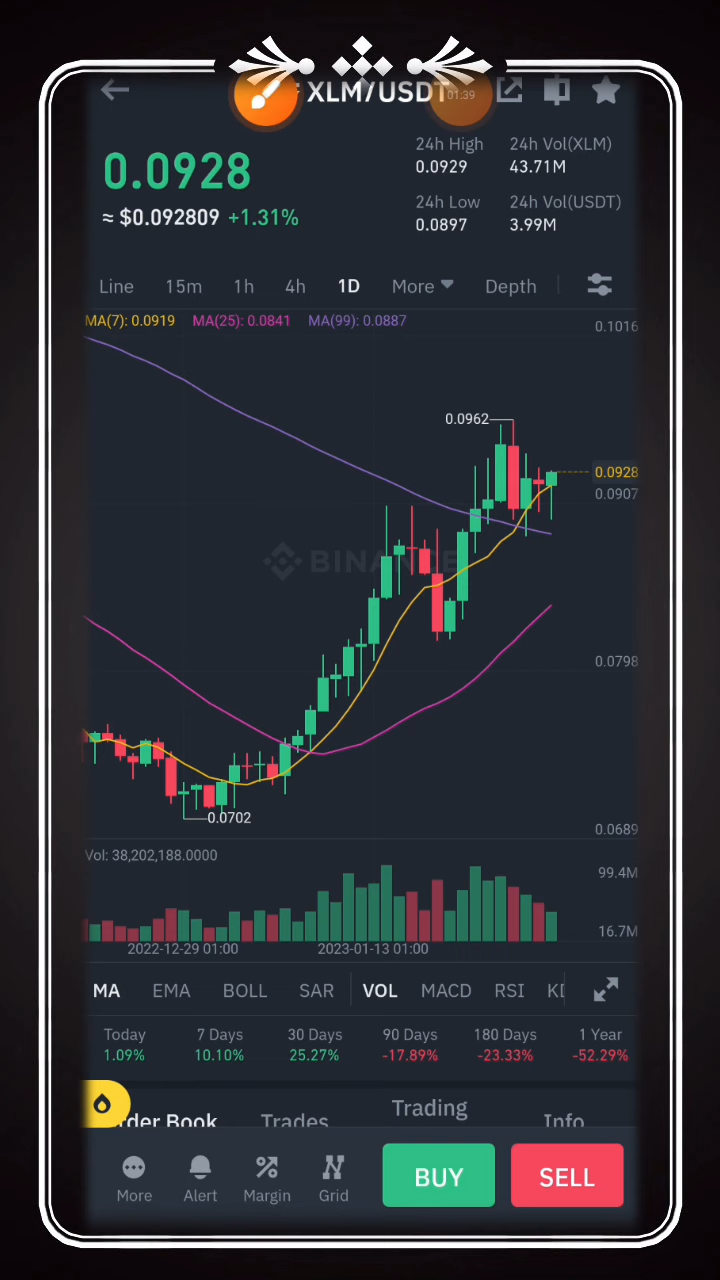 XLM/USDT
01:39
0.0928
≈ $0.092809 +1.31%
24h High
0.0929
24h Vol(XLM)
43.71M
24h Low
0.0897
24h Vol(USDT)
3.99M
Line 15m 1h 4h 1D More Depth
MA(7): 0.0919 MA(25): 0.0841 MA(99): 0.0887
0.1016
0.0962
0.0928
0.0907
BINANCE
0.0798
0.0702
0.0689
Vol: 38,202,188.0000
99.4M
16.7M
2022-12-29 01:00 2023-01-13 01:00
MA EMA BOLL SAR VOL MACD RSI
Today 7 Days 30 Days 90 Days 180 Days 1 Year
1.09% 10.10% 25.27% -17.89% -23.33% -52.29%
der Book Trades Trading Info
More Alert Margin Grid BUY SELL